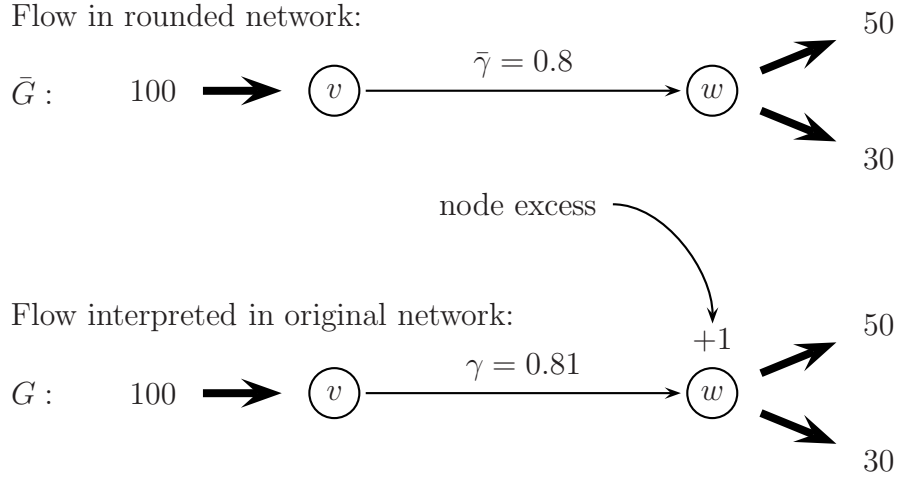 Flow in rounded network:
50
Ḡ : 100 v γ̄ = 0.8 w
30
node excess
Flow interpreted in original network:
50
+1
G : 100 v γ = 0.81 w
30